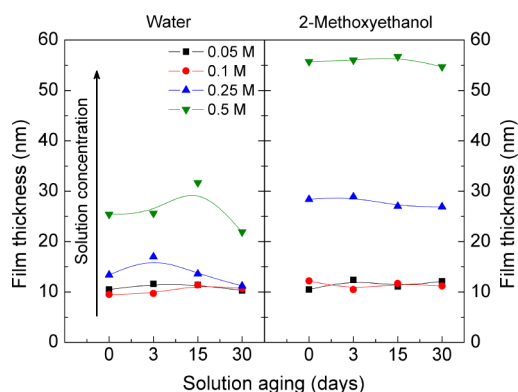 Water
2-Methoxyethanol
60
50
40
30
20
10
0
Film thickness (nm)
Solution concentration
0.05 M
0.1 M
0.25 M
0.5 M
60
50
40
30
20
10
0
Film thickness (nm)
0 3 15 30
0 3 15 30
Solution aging (days)